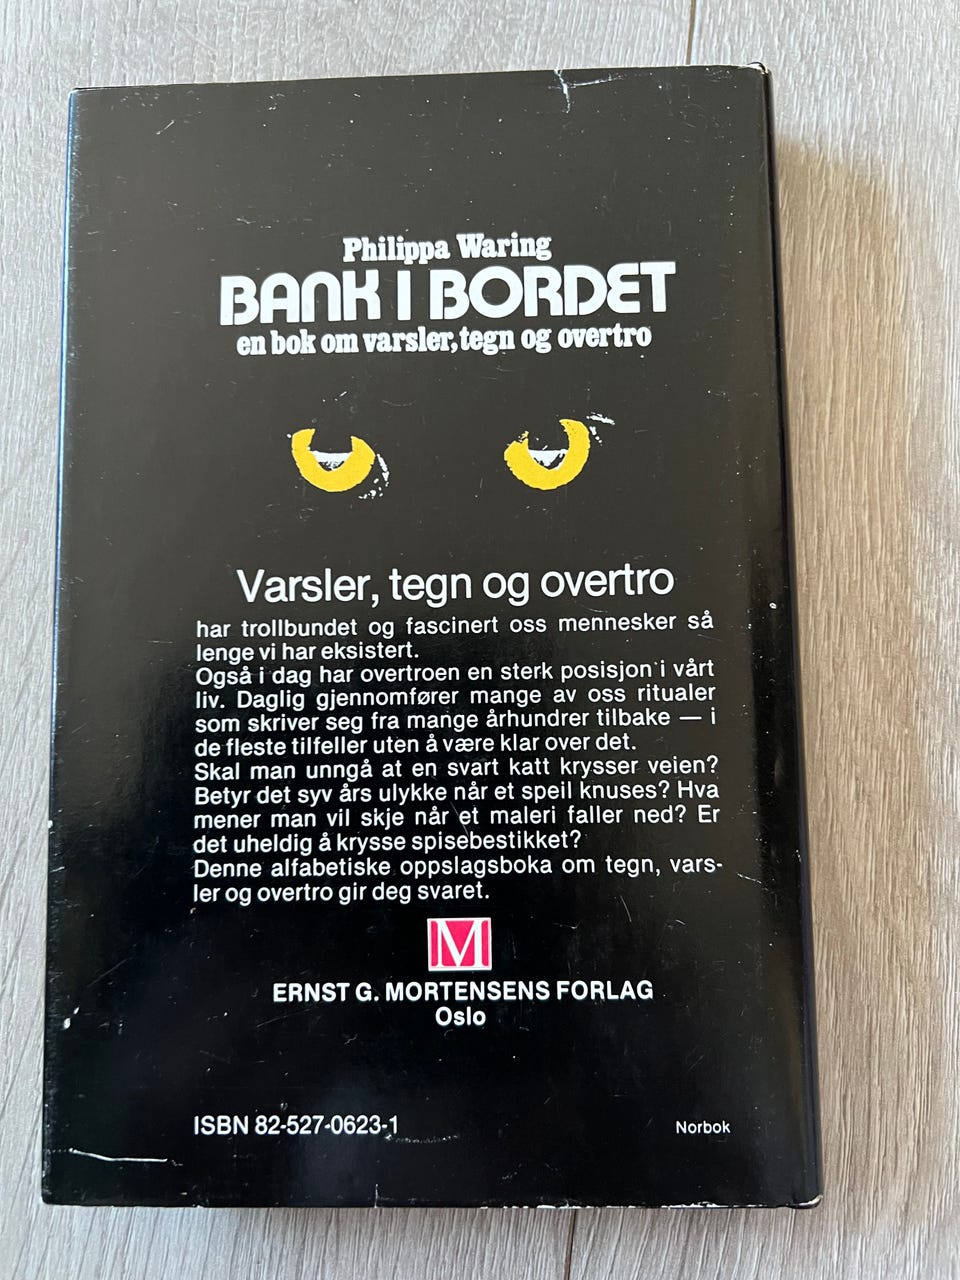 Philippa Waring
BANK I BORDET
en bok om varsler, tegn og overtro
Varsler, tegn og overtro
har trollbundet og fascinert oss mennesker så
lenge vi har eksistert.
Også i dag har overtroen en sterk posisjon i vårt
liv. Daglig gjennomfører mange av oss ritualer
som skriver seg fra mange århundrer tilbake — i
de fleste tilfeller uten å være klar over det.
Skal man unngå at en svart katt krysser veien?
Betyr det syv års ulykke når et speil knuses? Hva
mener man vil skje når et maleri faller ned? Er
det uheldig å krysse spisebestikket?
Denne alfabetiske oppslagsboka om tegn, vars-
ler og overtro gir deg svaret.
M
ERNST G. MORTENSENS FORLAG
Oslo
ISBN 82-527-0623-1
Norbok